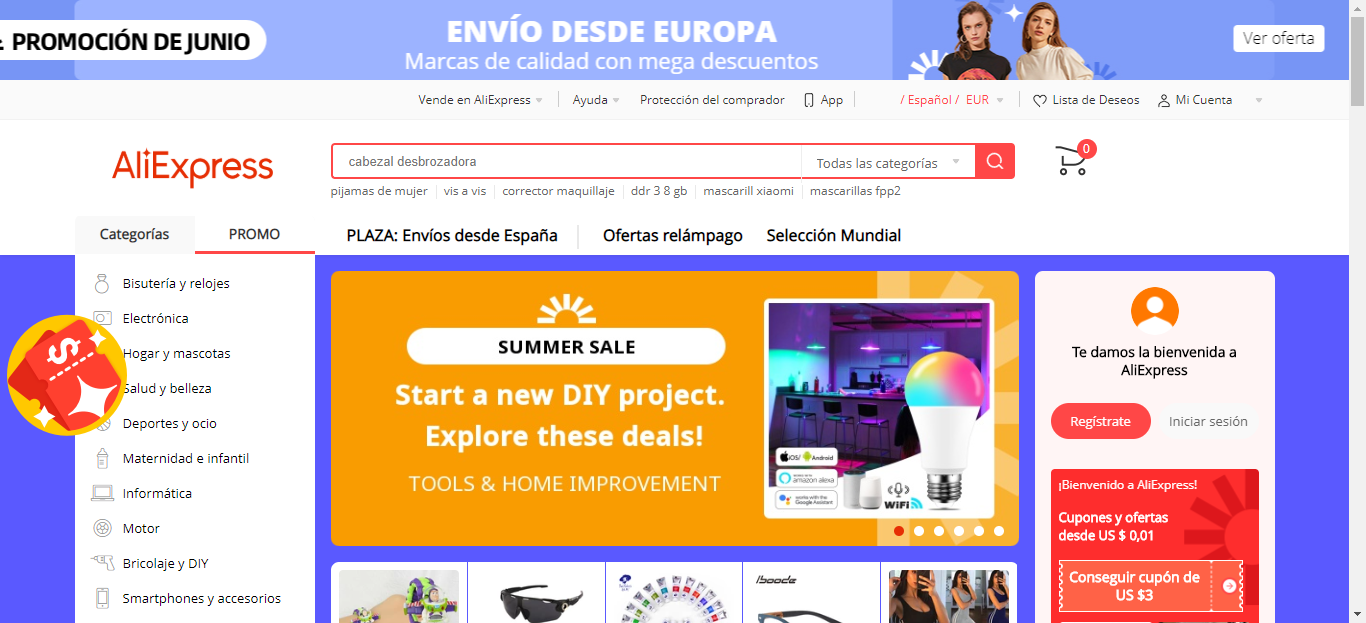 PROMOCIÓN DE JUNIO
ENVÍO DESDE EUROPA
Marcas de calidad con mega descuentos
Ver oferta
Vende en AliExpress
Ayuda
Protección del comprador
App
/ Español / EUR
Lista de Deseos
Mi Cuenta
AliExpress
cabezal desbrozadora
Todas las categorías
0
pijamas de mujer
vis a vis
corrector maquillaje
ddr 3 8 gb
mascarill xiaomi
mascarillas fpp2
Categorías
PROMO
PLAZA: Envíos desde España
Ofertas relámpago
Selección Mundial
Bisutería y relojes
Electrónica
Hogar y mascotas
Salud y belleza
Deportes y ocio
Maternidad e infantil
Informática
Motor
Bricolaje y DIY
Smartphones y accesorios
$
SUMMER SALE
Start a new DIY project.
Explore these deals!
TOOLS & HOME IMPROVEMENT
iOS/ Android
amazon alexa
works with the
Google Assistant
WiFi
Te damos la bienvenida a
AliExpress
Regístrate
Iniciar sesión
¡Bienvenido a AliExpress!
Cupones y ofertas
desde US $ 0,01
Conseguir cupón de
US $3